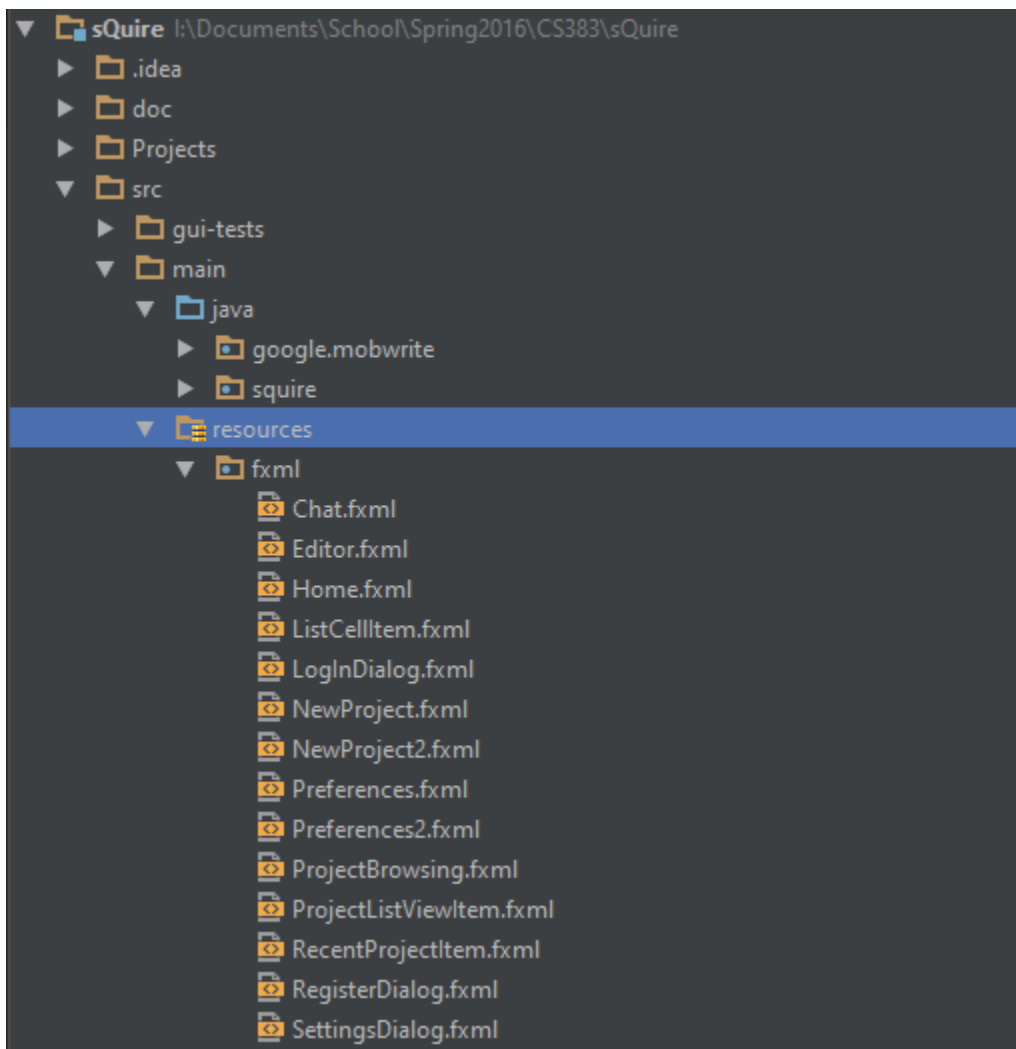 sQuire I:\Documents\School\Spring2016\CS383\sQuire
.idea
doc
Projects
src
gui-tests
main
java
google.mobwrite
squire
resources
fxml
Chat.fxml
Editor.fxml
Home.fxml
ListCellItem.fxml
LogInDialog.fxml
NewProject.fxml
NewProject2.fxml
Preferences.fxml
Preferences2.fxml
ProjectBrowsing.fxml
ProjectListViewItem.fxml
RecentProjectItem.fxml
RegisterDialog.fxml
SettingsDialog.fxml